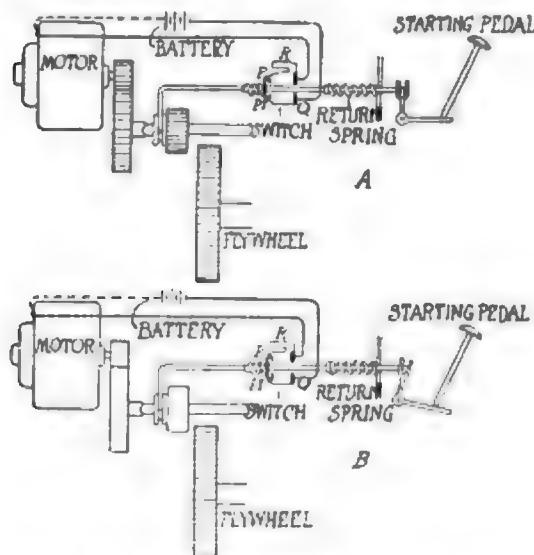 STARTING PEDAL
BATTERY
MOTOR
R
P
P'
Q
SWITCH
RETURN
SPRING
A
FLYWHEEL
STARTING PEDAL
BATTERY
MOTOR
R
P
Q
SWITCH
RETURN
SPRING
B
FLYWHEEL